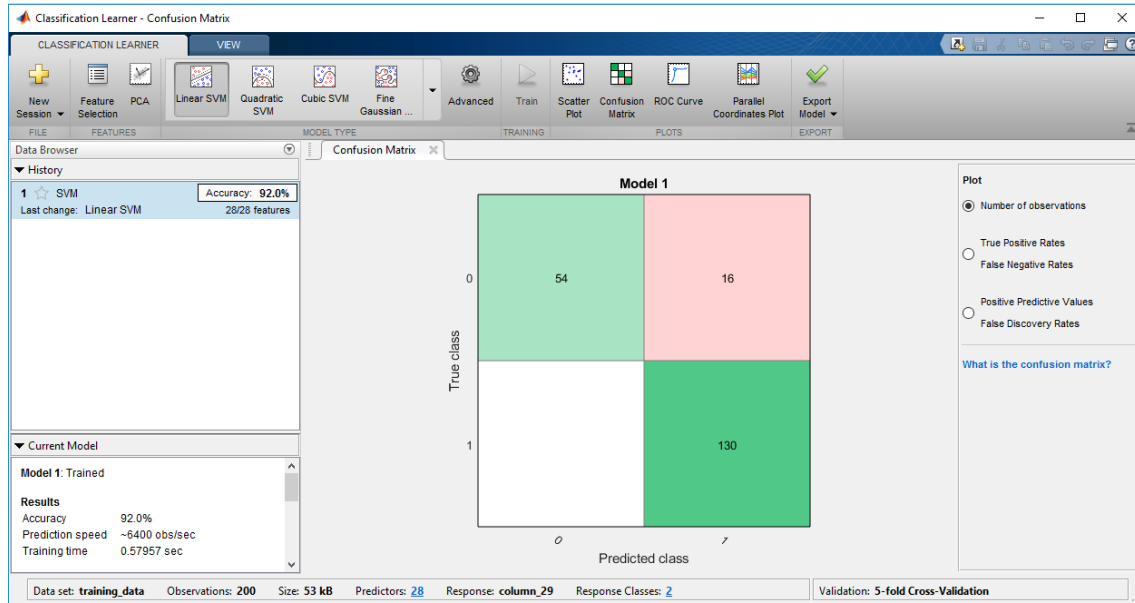 Classification Learner - Confusion Matrix
CLASSIFICATION LEARNER
VIEW
New Session
Feature Selection
PCA
Linear SVM
Quadratic SVM
Cubic SVM
Fine Gaussian ...
Advanced
Train
Scatter Plot
Confusion Matrix
ROC Curve
Parallel Coordinates Plot
Export Model
FILE
FEATURES
MODEL TYPE
TRAINING
PLOTS
EXPORT
Data Browser
Confusion Matrix
History
1 SVM
Accuracy: 92.0%
Last change: Linear SVM
28/28 features
Current Model
Model 1: Trained
Results
Accuracy 92.0%
Prediction speed ~6400 obs/sec
Training time 0.57957 sec
Model 1
True class
0
54
16
1
130
0
1
Predicted class
Plot
Number of observations
True Positive Rates
False Negative Rates
Positive Predictive Values
False Discovery Rates
What is the confusion matrix?
Data set: training_data Observations: 200 Size: 53 kB Predictors: 28 Response: column_29 Response Classes: 2
Validation: 5-fold Cross-Validation